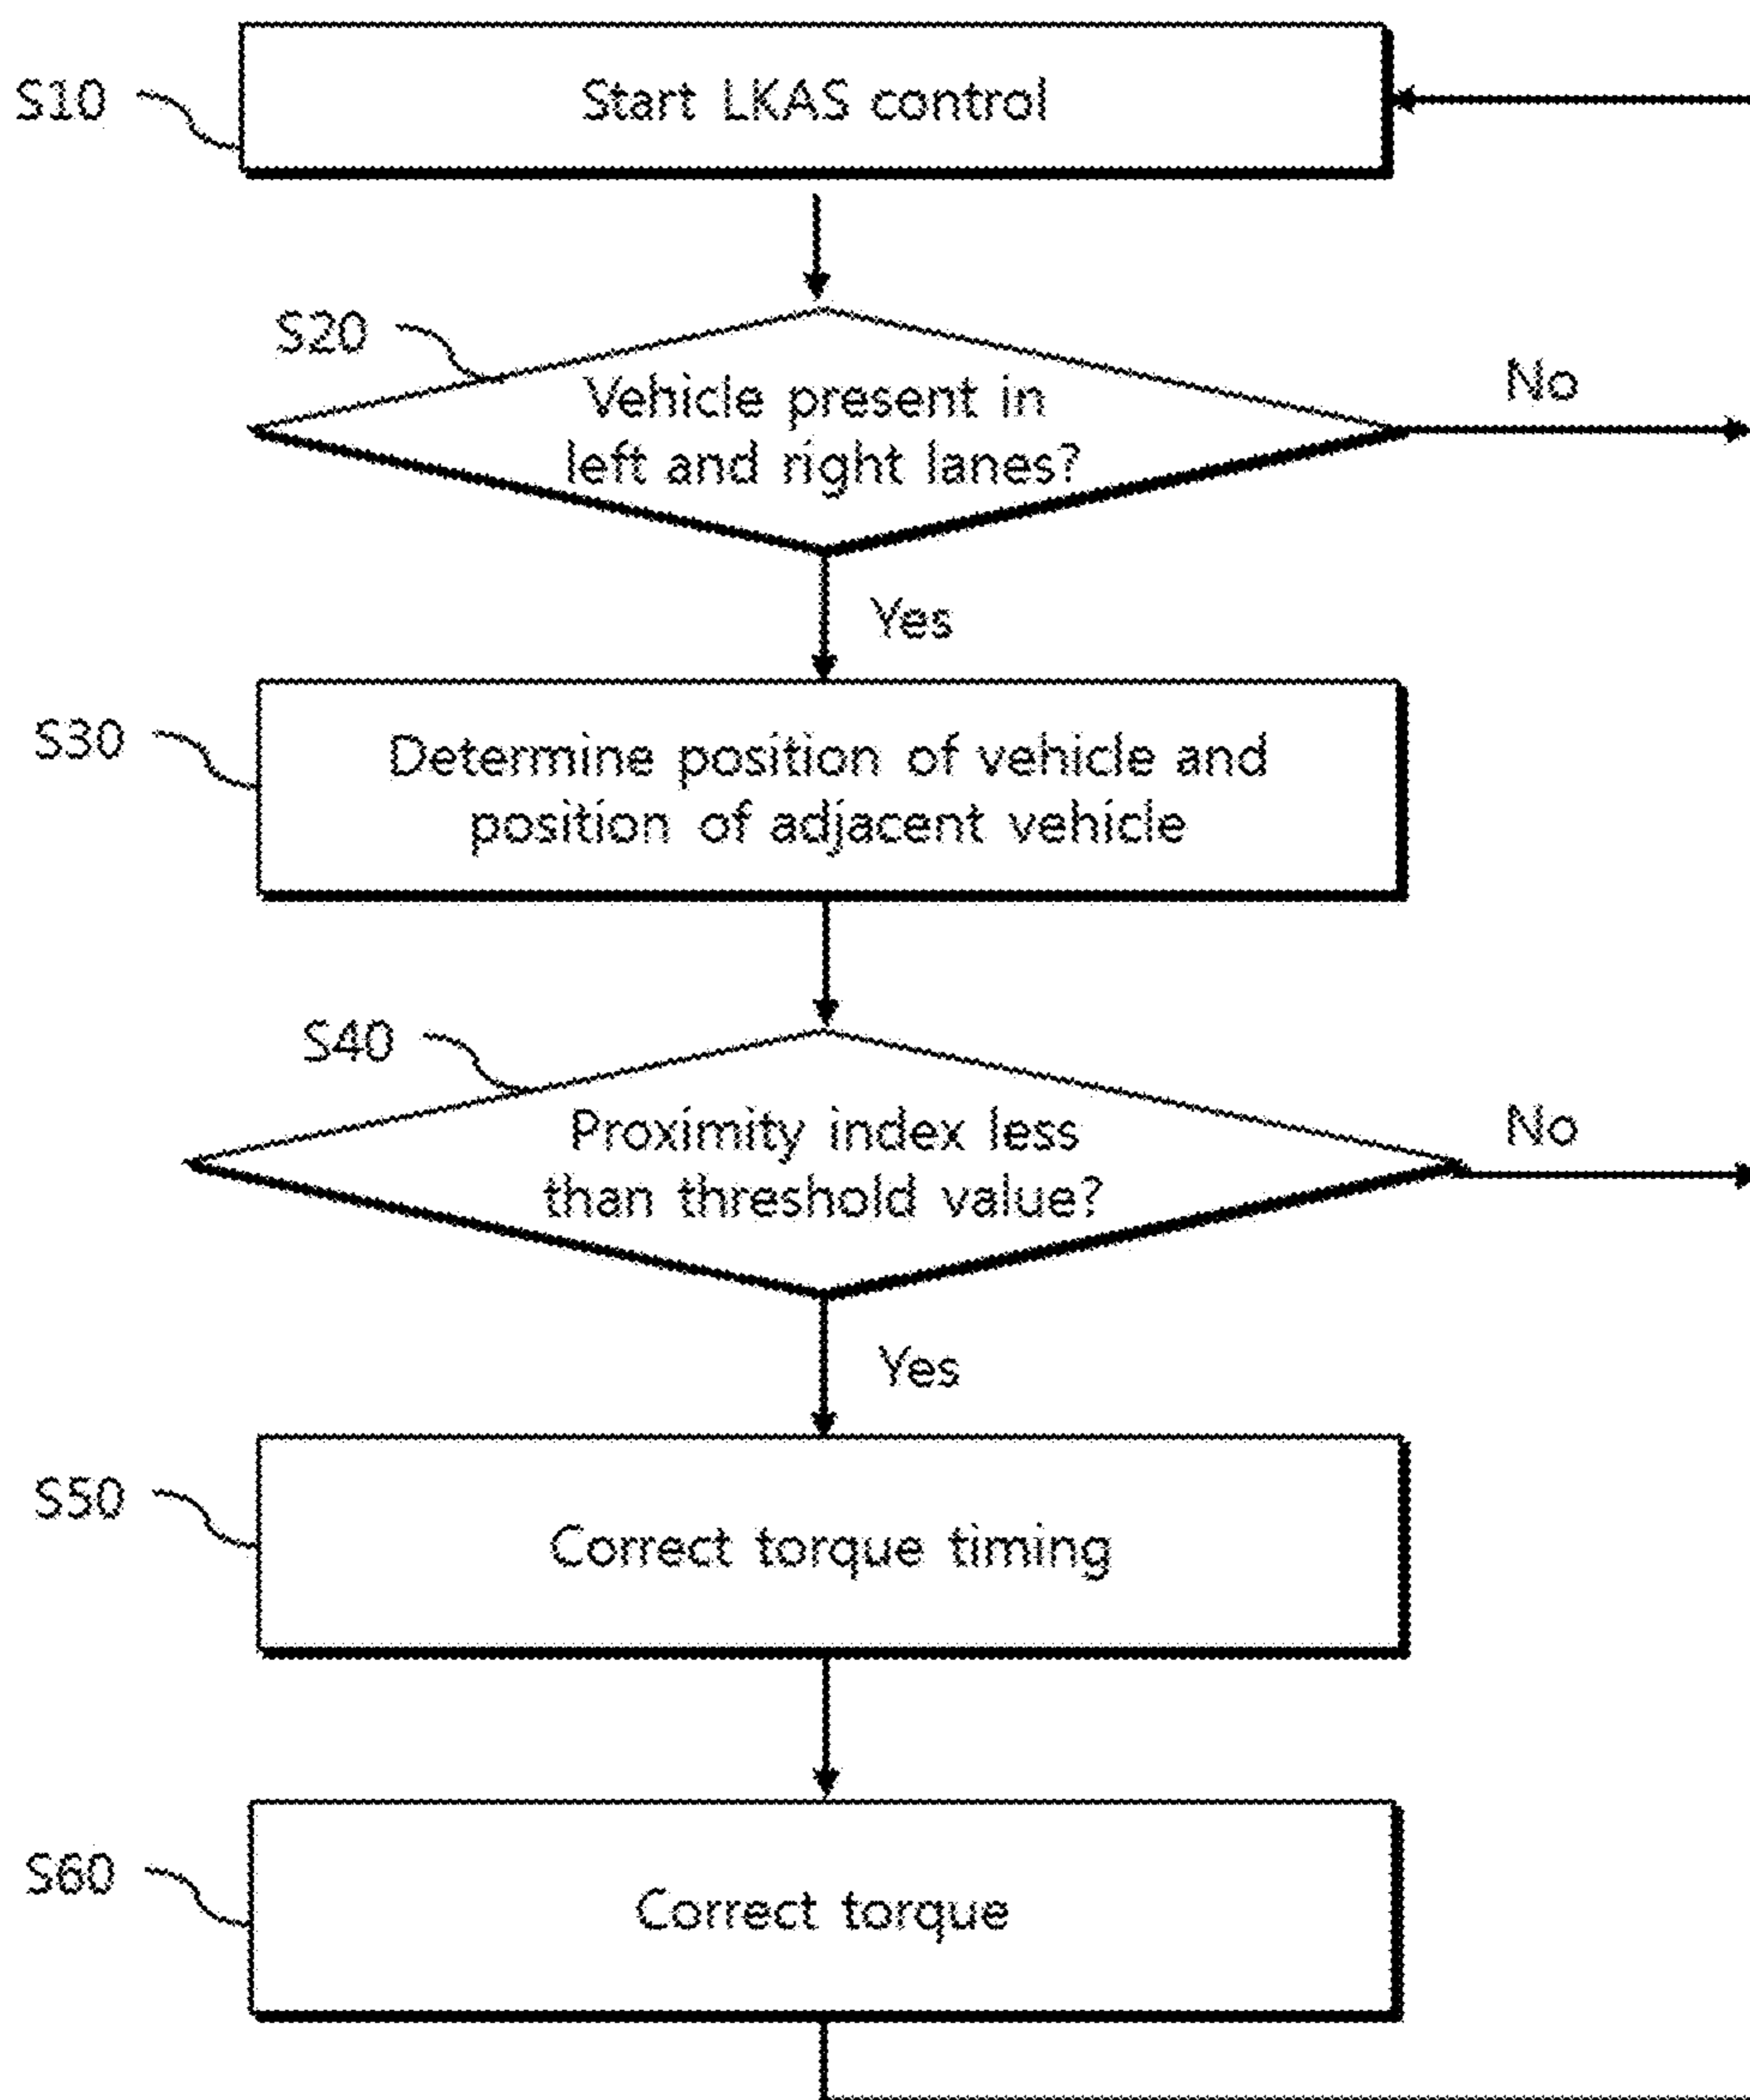 S10
Start LKAS control
S20
Vehicle present in
left and right lanes?
No
Yes
S30
Determine position of vehicle and
position of adjacent vehicle
S40
Proximity index less
than threshold value?
No
Yes
S50
Correct torque timing
S60
Correct torque